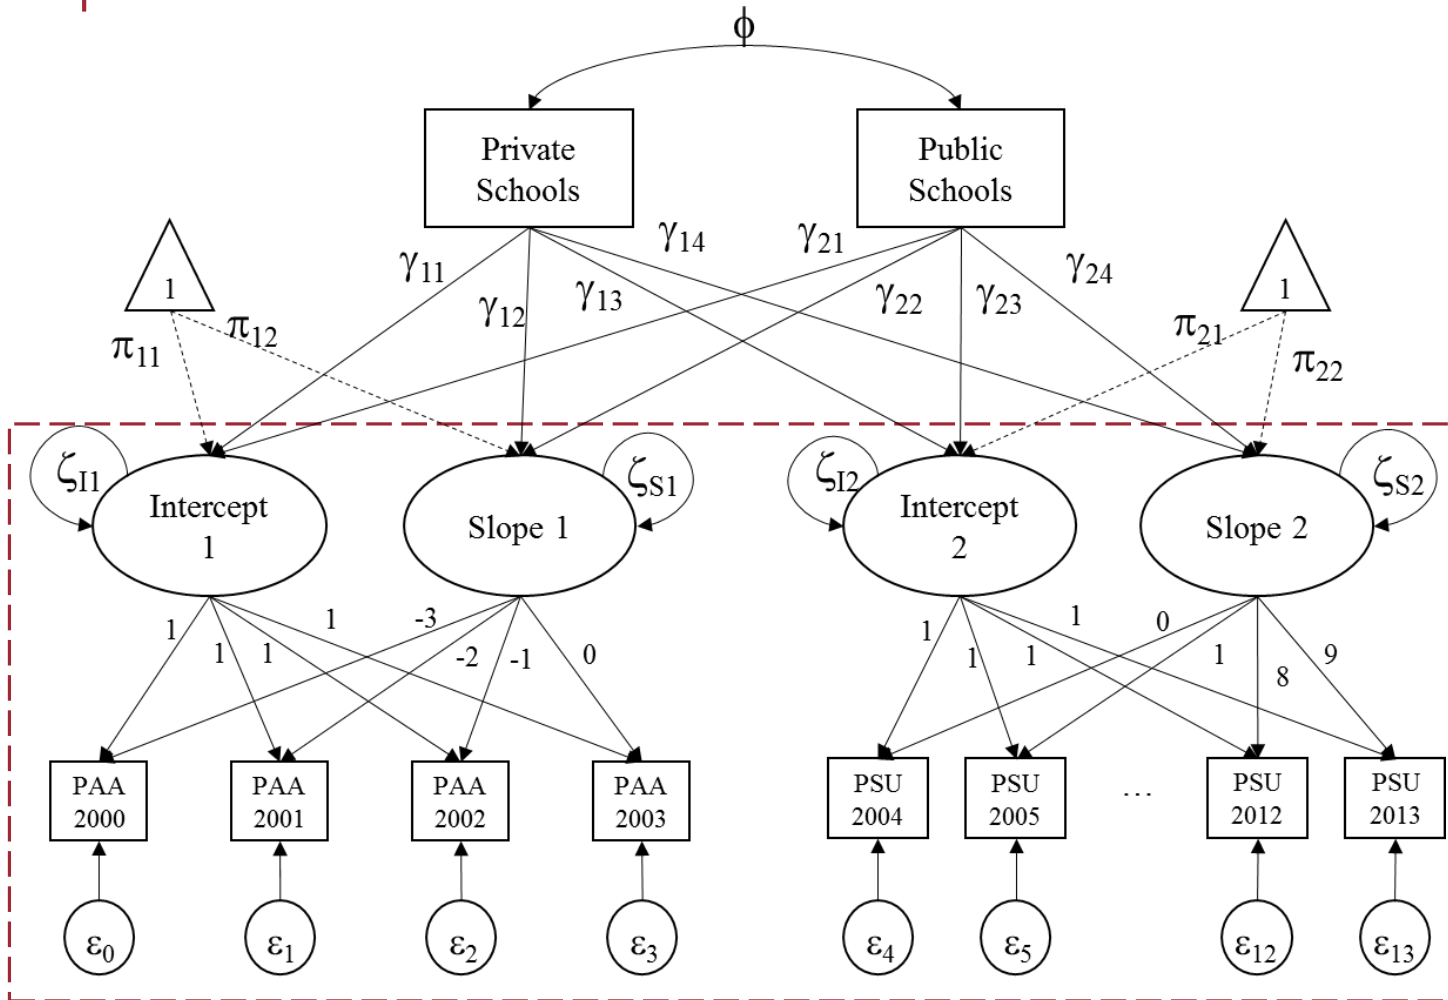 ϕ
Private
Schools
Public
Schools
γ11
γ12
γ13
γ14
γ21
γ22
γ23
γ24
1
π11
π12
1
π21
π22
ζI1
Intercept
1
Slope 1
ζS1
ζI2
Intercept
2
Slope 2
ζS2
1
1
1
1
-3
-2
-1
0
1
1
1
1
0
1
8
9
PAA
2000
PAA
2001
PAA
2002
PAA
2003
PSU
2004
PSU
2005
...
PSU
2012
PSU
2013
ε0
ε1
ε2
ε3
ε4
ε5
ε12
ε13